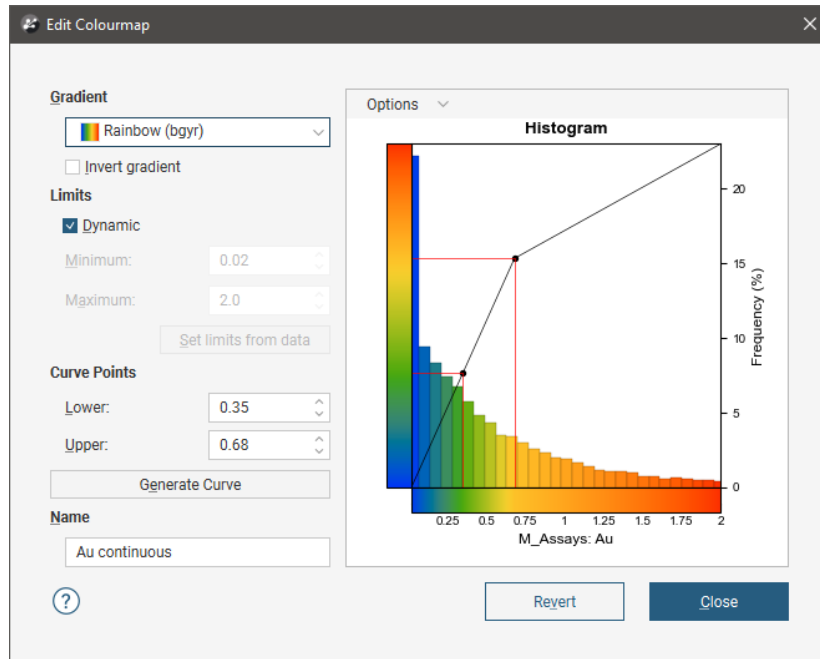 Edit Colourmap
Gradient
Rainbow (bgyr)
Invert gradient
Limits
Dynamic
Minimum: 0.02
Maximum: 2.0
Set limits from data
Curve Points
Lower: 0.35
Upper: 0.68
Generate Curve
Name
Au continuous
?
Options
Histogram
20
15
10
5
0
Frequency (%)
0.25 0.5 0.75 1 1.25 1.5 1.75 2
M_Assays: Au
Revert
Close